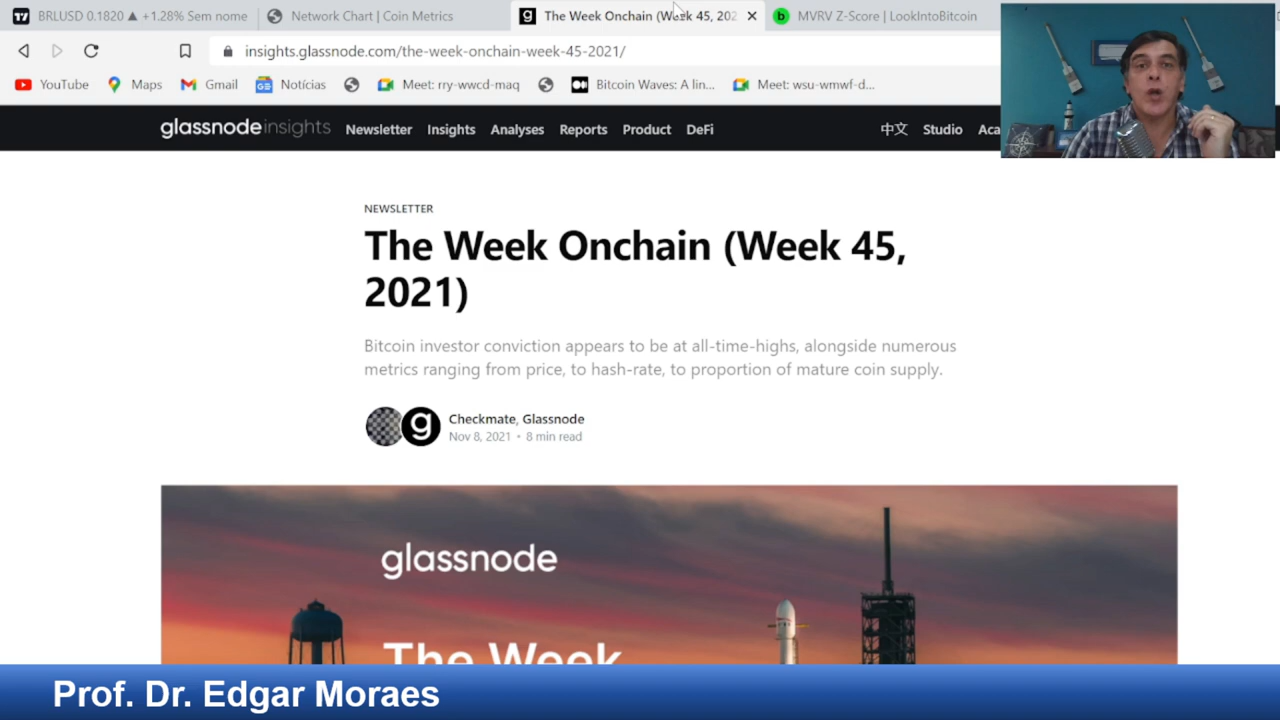 BRLUSD 0.1820 ▲ +1.28% Sem nome
Network Chart | Coin Metrics
The Week Onchain (Week 45, 202
MVRV Z-Score | LookIntoBitcoin
insights.glassnode.com/the-week-onchain-week-45-2021/
YouTube Maps Gmail Notícias Meet: rry-wwcd-maq Bitcoin Waves: A lin... Meet: wsu-wmwf-d...
glassnodeinsights Newsletter Insights Analyses Reports Product DeFi 中文 Studio Aca
NEWSLETTER
The Week Onchain (Week 45,
2021)
Bitcoin investor conviction appears to be at all-time-highs, alongside numerous
metrics ranging from price, to hash-rate, to proportion of mature coin supply.
Checkmate, Glassnode
Nov 8, 2021 • 8 min read
glassnode
The Week
Prof. Dr. Edgar Moraes